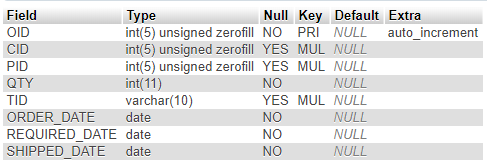 Field Type Null Key Default Extra
OID int(5) unsigned zerofill NO PRI NULL auto_increment
CID int(5) unsigned zerofill YES MUL NULL
PID int(5) unsigned zerofill YES MUL NULL
QTY int(11) NO NULL
TID varchar(10) YES MUL NULL
ORDER_DATE date NO NULL
REQUIRED_DATE date NO NULL
SHIPPED_DATE date NO NULL